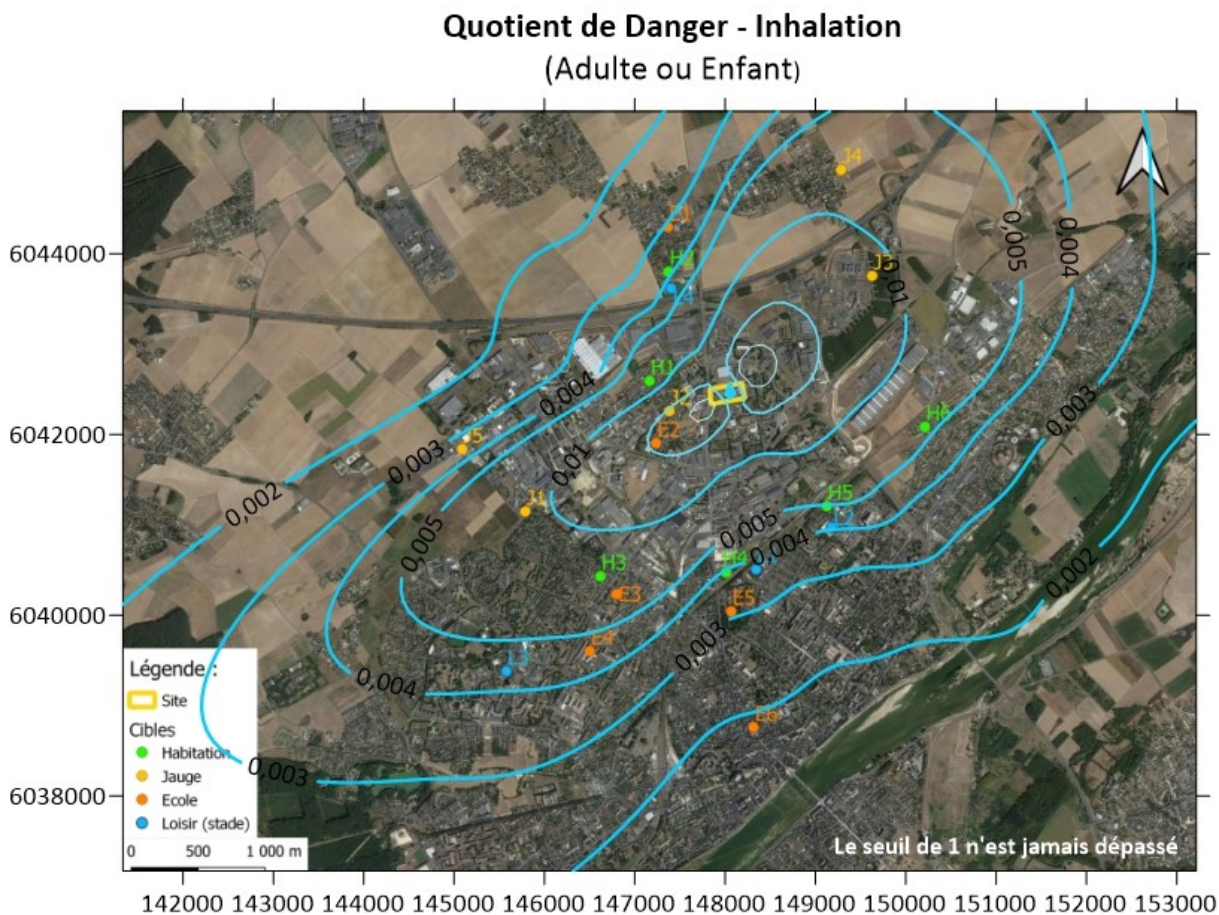 Quotient de Danger - Inhalation
(Adulte ou Enfant)
J4
6044000
H2
J3
0,01
0,005
0,004
H1
0,004
J2
E2
6042000
H6
0,003
J5
0,003
0,01
0,002
J1
H5
0,005
0,005
0,004
H4
H3
E3
6040000
E5
0,002
E4
0,003
L3
0,004
E6
0,003
Légende :
Site
Cibles
Habitation
Jauge
Ecole
Loisir (stade)
6038000
0 500 1 000 m
Le seuil de 1 n'est jamais dépassé
142000 143000 144000 145000 146000 147000 148000 149000 150000 151000 152000 153000